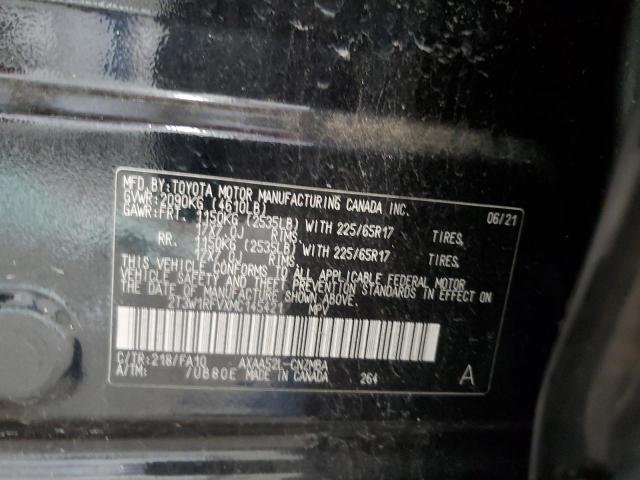 MFD.BY:TOYOTA MOTOR MANUFACTURING CANADA INC.
GVWR:2090KG (4610LB) 06/21
GAWR:FRT. 1150KG (2535LB) WITH 225/65R17 TIRES,
17X7.0J RIMS
RR. 1150KG (2535LB) WITH 225/65R17 TIRES,
17X7.0J RIMS
THIS VEHICLE CONFORMS TO ALL APPLICABLE FEDERAL MOTOR
VEHICLE SAFETY AND THEFT PREVENTION STANDARDS IN EFFECT ON
THE DATE OF MANUFACTURE SHOWN ABOVE.
MPV
C/TR:218/FA10 AXAA52L-CNZMBA
A/TM: /UB80E MADE IN CANADA 264 A